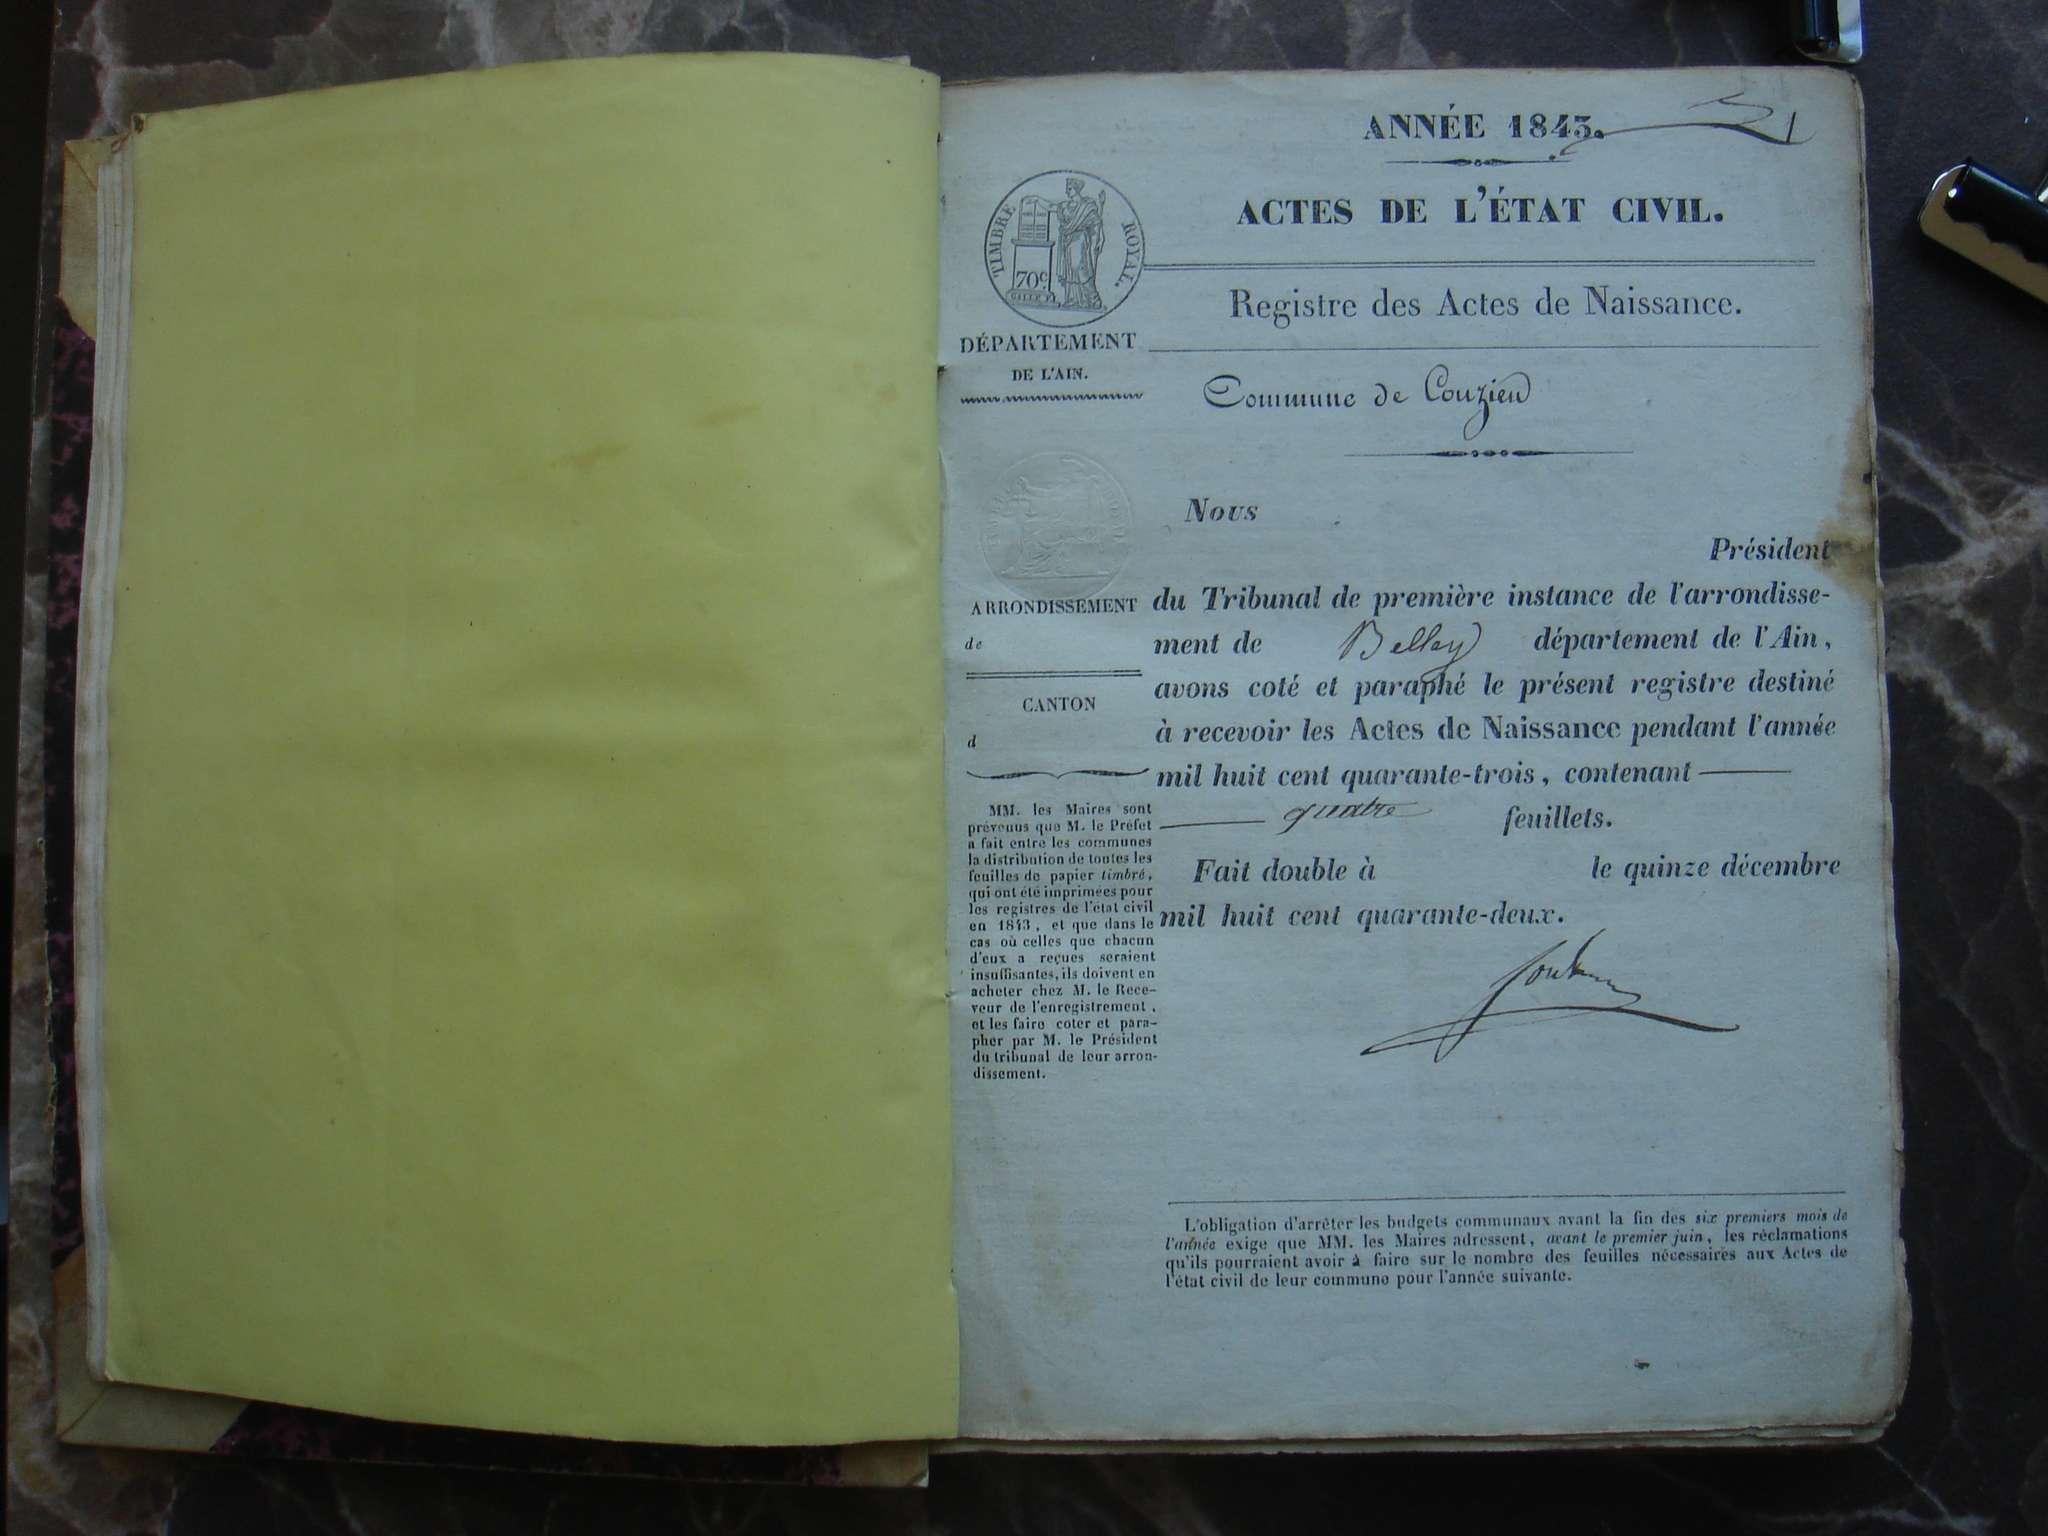 ANNÉE 1843.
1
ACTES DE L'ÉTAT CIVIL.
TIMBRE ROYAL.
70c
Registre des Actes de Naissance.
DÉPARTEMENT
DE L'AIN.
Commune de Conzieu
Nous
Président
ARRONDISSEMENT
de
CANTON
d
du Tribunal de première instance de l'arrondisse-
ment de Belley département de l'Ain,
avons coté et paraphé le présent registre destiné
à recevoir les Actes de Naissance pendant l'année
mil huit cent quarante-trois, contenant
quatre feuillets.
Fait double à le quinze décembre
mil huit cent quarante-deux.
MM. les Maires sont
prévenus que M. le Préfet
a fait entre les communes
la distribution de toutes les
feuilles de papier timbré,
qui ont été imprimées pour
les registres de l'état civil
en 1843, et que dans le
cas où celles que chacun
d'eux a reçues seraient
insuffisantes, ils doivent en
acheter chez M. le Rece-
veur de l'enregistrement,
et les faire coter et para-
pher par M. le Président
du tribunal de leur arron-
dissement.
L'obligation d'arrêter les budgets communaux avant la fin des six premiers mois de
l'année exige que MM. les Maires adressent, avant le premier juin, les réclamations
qu'ils pourraient avoir à faire sur le nombre des feuilles nécessaires aux Actes de
l'état civil de leur commune pour l'année suivante.